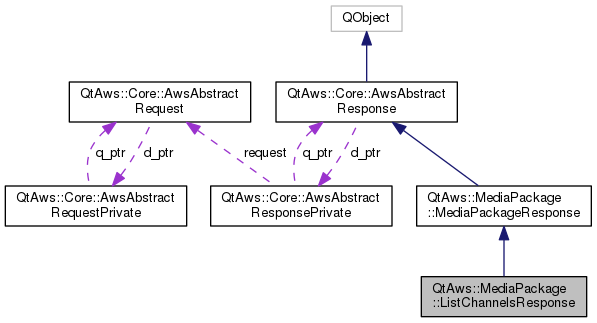 QObject
QtAws::Core::AwsAbstract
Request
QtAws::Core::AwsAbstract
Response
q_ptr
d_ptr
request
q_ptr
d_ptr
QtAws::Core::AwsAbstract
RequestPrivate
QtAws::Core::AwsAbstract
ResponsePrivate
QtAws::MediaPackage
::MediaPackageResponse
QtAws::MediaPackage
::ListChannelsResponse